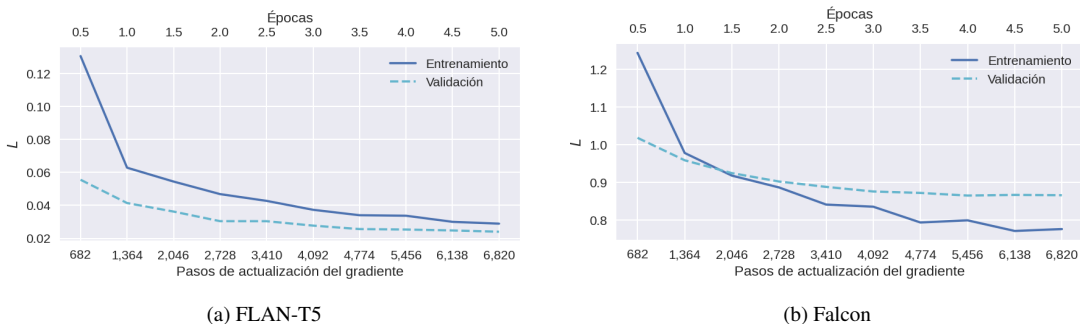 Épocas
0.5 1.0 1.5 2.0 2.5 3.0 3.5 4.0 4.5 5.0
Entrenamiento
Validación
0.12
0.10
0.08
0.06
0.04
0.02
L
682 1,364 2,046 2,728 3,410 4,092 4,774 5,456 6,138 6,820
Pasos de actualización del gradiente
(a) FLAN-T5
Épocas
0.5 1.0 1.5 2.0 2.5 3.0 3.5 4.0 4.5 5.0
Entrenamiento
Validación
1.2
1.1
1.0
0.9
0.8
L
682 1,364 2,046 2,728 3,410 4,092 4,774 5,456 6,138 6,820
Pasos de actualización del gradiente
(b) Falcon